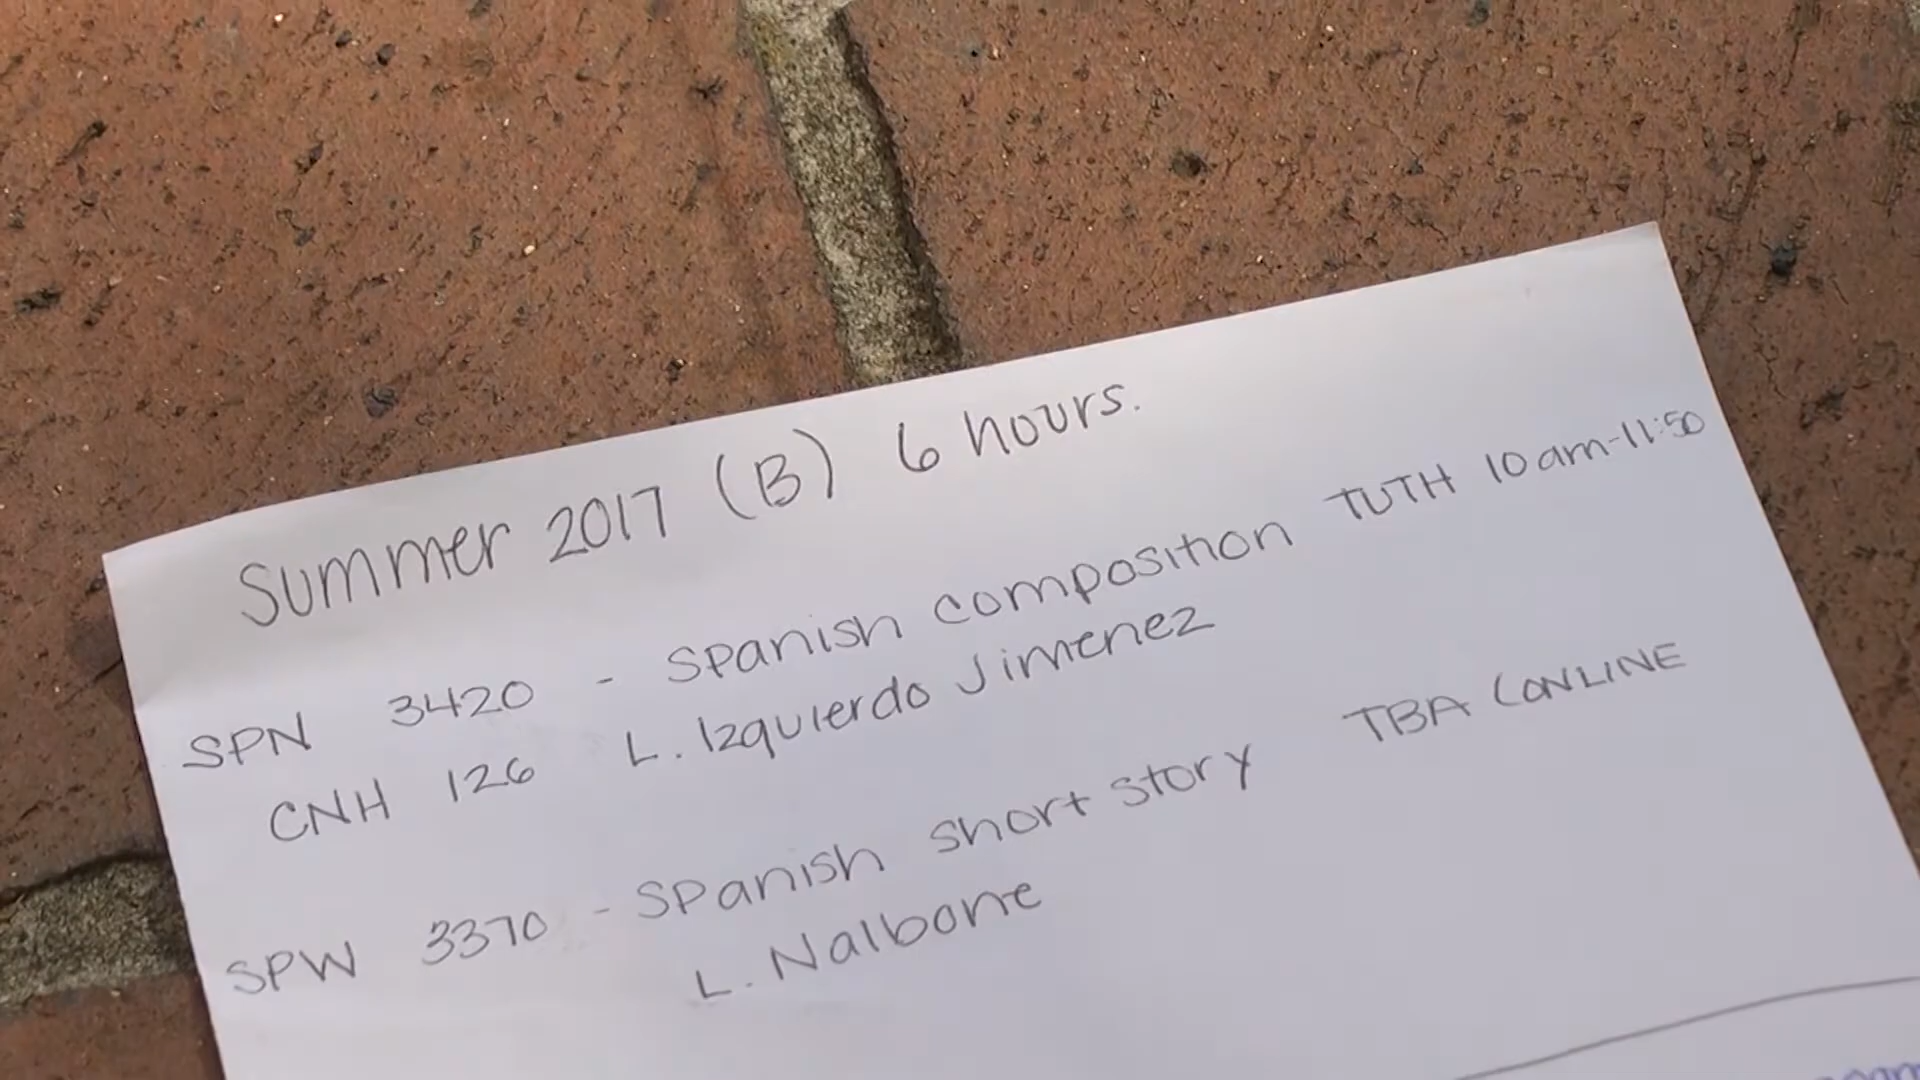 Summer 2017 (B) 6 hours.
SPN 3420 - Spanish composition TUTH 10am-11:50
CNH 126 L. Izquierdo Jimenez
SPW 3370 - Spanish short story TBA (ONLINE
L. Nalbone